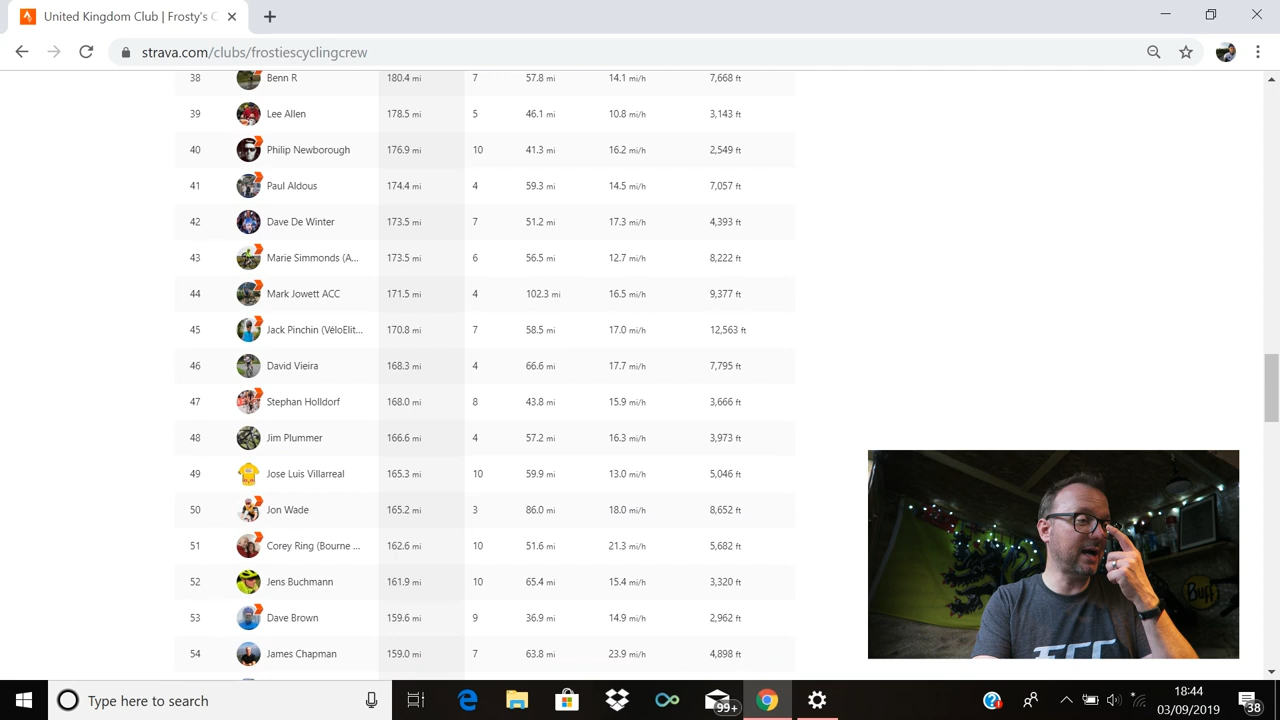 United Kingdom Club | Frosty's C
strava.com/clubs/frostiescyclingcrew
38 Benn R 180.4 mi 7 57.8 mi 14.1 mi/h 7,668 ft
39 Lee Allen 178.5 mi 5 46.1 mi 10.8 mi/h 3,143 ft
40 Philip Newborough 176.9 mi 10 41.3 mi 16.2 mi/h 2,549 ft
41 Paul Aldous 174.4 mi 4 59.3 mi 14.5 mi/h 7,057 ft
42 Dave De Winter 173.5 mi 7 51.2 mi 17.3 mi/h 4,393 ft
43 Marie Simmonds (A... 173.5 mi 6 56.5 mi 12.7 mi/h 8,222 ft
44 Mark Jowett ACC 171.5 mi 4 102.3 mi 16.5 mi/h 9,377 ft
45 Jack Pinchin (VéloElit... 170.8 mi 7 58.5 mi 17.0 mi/h 12,563 ft
46 David Vieira 168.3 mi 4 66.6 mi 17.7 mi/h 7,795 ft
47 Stephan Holldorf 168.0 mi 8 43.8 mi 15.9 mi/h 3,666 ft
48 Jim Plummer 166.6 mi 4 57.2 mi 16.3 mi/h 3,973 ft
49 Jose Luis Villarreal 165.3 mi 10 59.9 mi 13.0 mi/h 5,046 ft
50 Jon Wade 165.2 mi 3 86.0 mi 18.0 mi/h 8,652 ft
51 Corey Ring (Bourne ... 162.6 mi 10 51.6 mi 21.3 mi/h 5,682 ft
52 Jens Buchmann 161.9 mi 10 65.4 mi 15.4 mi/h 3,320 ft
53 Dave Brown 159.6 mi 9 36.9 mi 14.9 mi/h 2,962 ft
54 James Chapman 159.0 mi 7 63.8 mi 23.9 mi/h 4,898 ft
BUFF
FCC
Type here to search
99+
18:44
03/09/2019
38